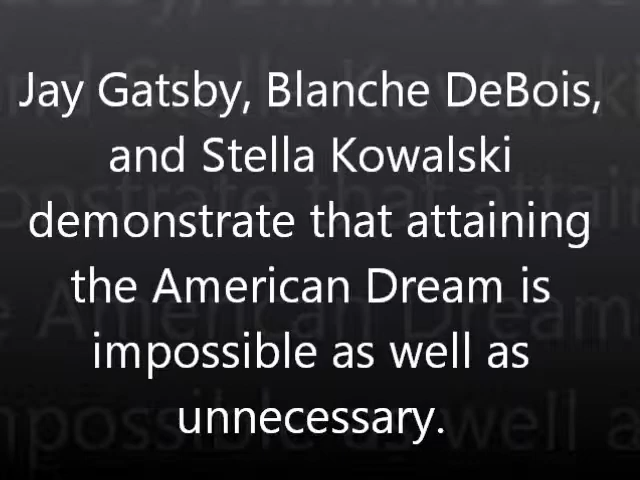 Jay Gatsby, Blanche DeBois,
and Stella Kowalski
demonstrate that attaining
the American Dream is
impossible as well as
unnecessary.